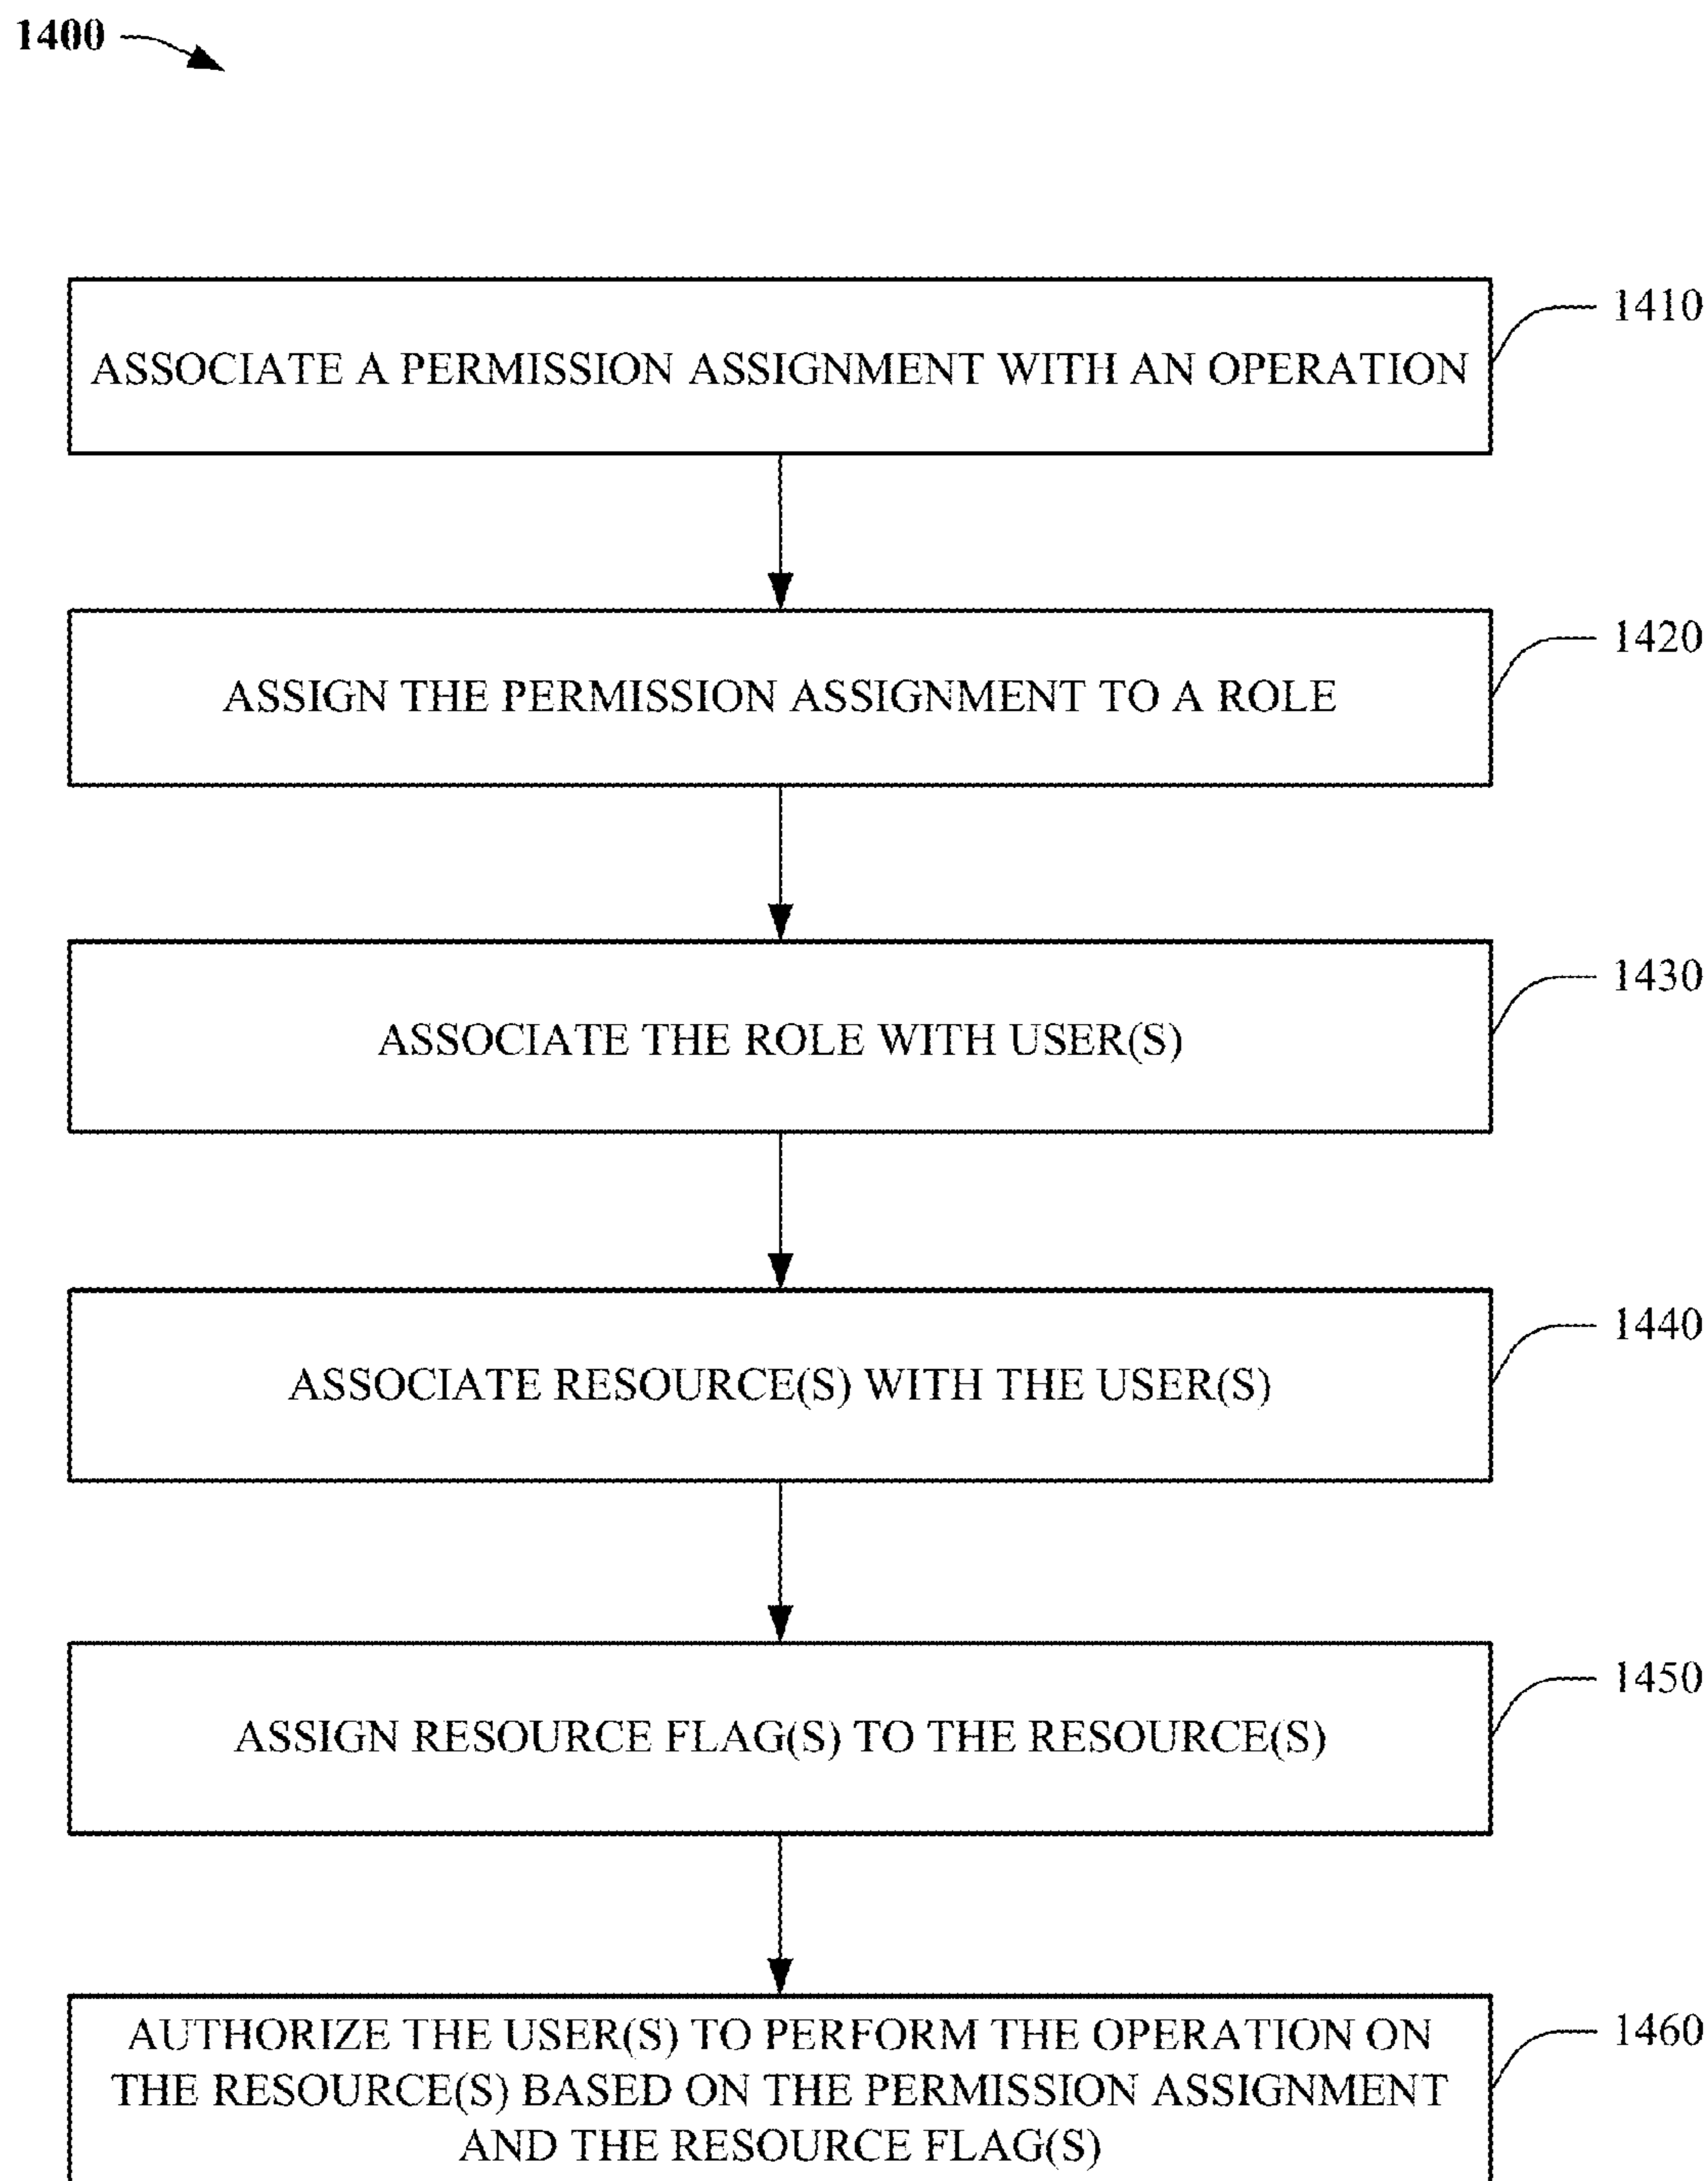 1400
ASSOCIATE A PERMISSION ASSIGNMENT WITH AN OPERATION
1410
ASSIGN THE PERMISSION ASSIGNMENT TO A ROLE
1420
ASSOCIATE THE ROLE WITH USER(S)
1430
ASSOCIATE RESOURCE(S) WITH THE USER(S)
1440
ASSIGN RESOURCE FLAG(S) TO THE RESOURCE(S)
1450
AUTHORIZE THE USER(S) TO PERFORM THE OPERATION ON
THE RESOURCE(S) BASED ON THE PERMISSION ASSIGNMENT
AND THE RESOURCE FLAG(S)
1460